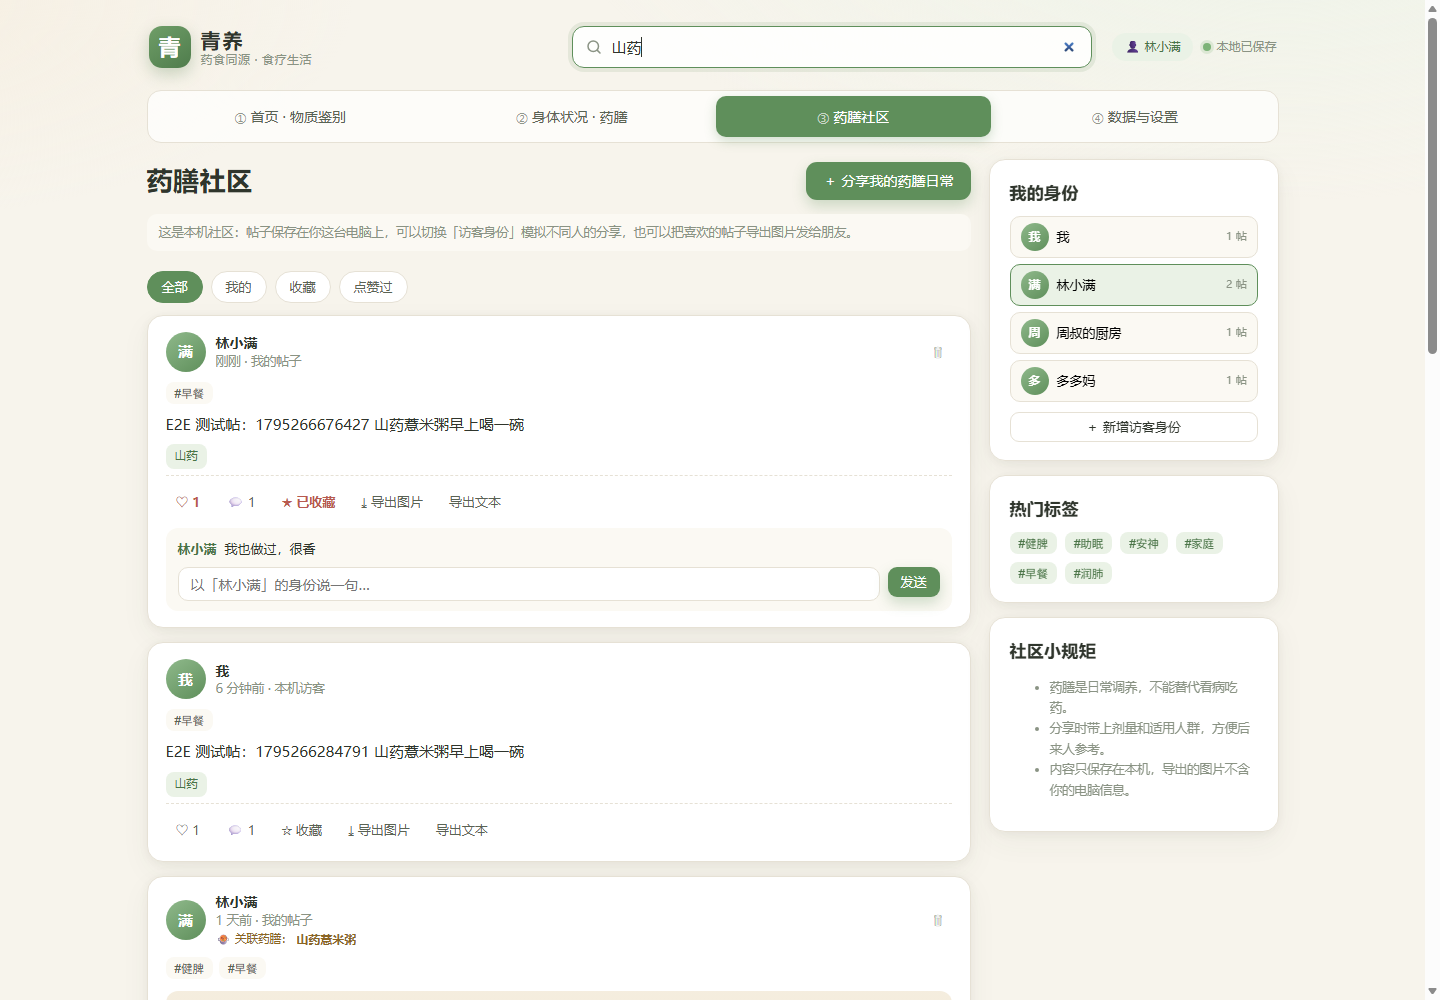 青
青养
药食同源 · 食疗生活
山药
林小满
本地已保存
① 首页 · 物质鉴别
② 身体状况 · 药膳
③ 药膳社区
④ 数据与设置
药膳社区
+ 分享我的药膳日常
这是本机社区：帖子保存在你这台电脑上，可以切换「访客身份」模拟不同人的分享，也可以把喜欢的帖子导出图片发给朋友。
全部
我的
收藏
点赞过
满
林小满
刚刚 · 我的帖子
#早餐
E2E 测试帖：1795266676427 山药薏米粥早上喝一碗
山药
♡ 1
1
★ 已收藏
↓ 导出图片
导出文本
林小满 我也做过，很香
以「林小满」的身份说一句...
发送
我
我
6 分钟前 · 本机访客
#早餐
E2E 测试帖：1795266284791 山药薏米粥早上喝一碗
山药
♡ 1
1
☆ 收藏
↓ 导出图片
导出文本
满
林小满
1 天前 · 我的帖子
关联药膳： 山药薏米粥
#健脾
#早餐
我的身份
我 我 1 帖
满 林小满 2 帖
周 周叔的厨房 1 帖
多 多多妈 1 帖
+ 新增访客身份
热门标签
#健脾 #助眠 #安神 #家庭
#早餐 #润肺
社区小规矩
• 药膳是日常调养，不能替代看病吃
药。
• 分享时带上剂量和适用人群，方便后
来人参考。
• 内容只保存在本机，导出的图片不含
你的电脑信息。